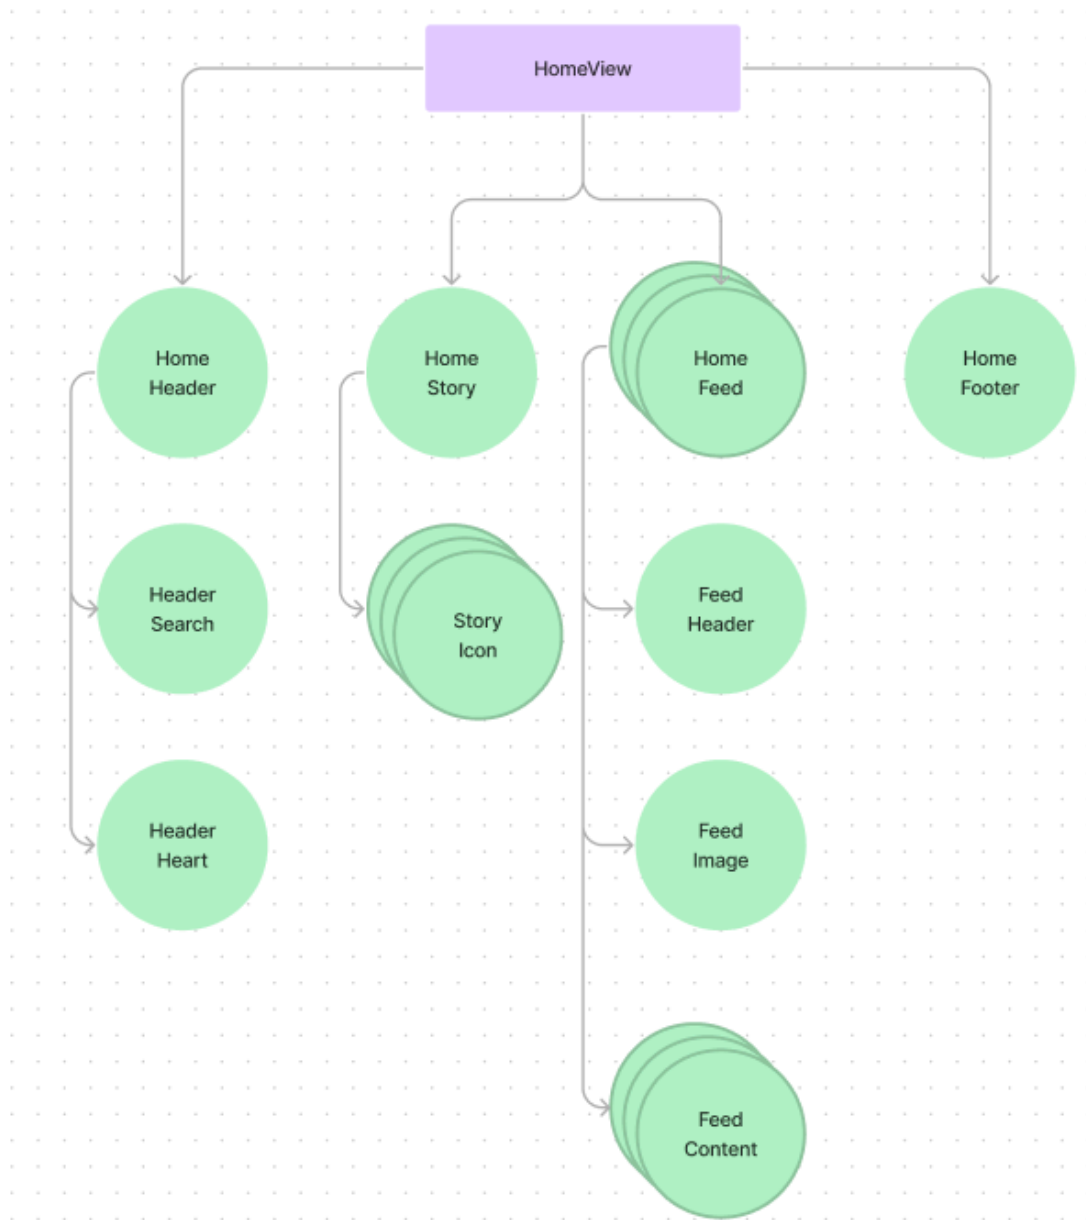 HomeView
Home
Header
Home
Story
Home
Feed
Home
Footer
Header
Search
Story
Icon
Feed
Header
Header
Heart
Feed
Image
Feed
Content